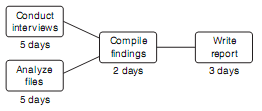 Conduct
interviews
5 days
Compile
findings
2 days
Write
report
3 days
Analyze
files
5 days